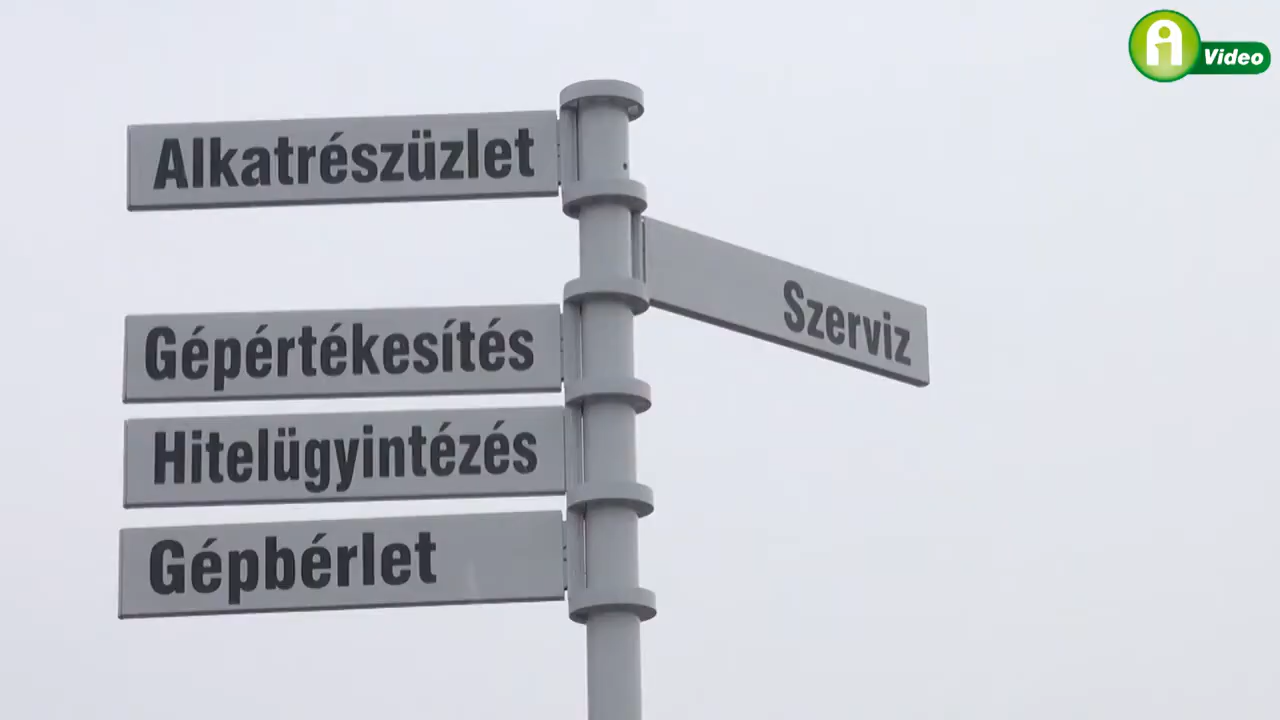 Video
Alkatrészüzlet
Szerviz
Gépértékesítés
Hitelügyintézés
Gépbérlet